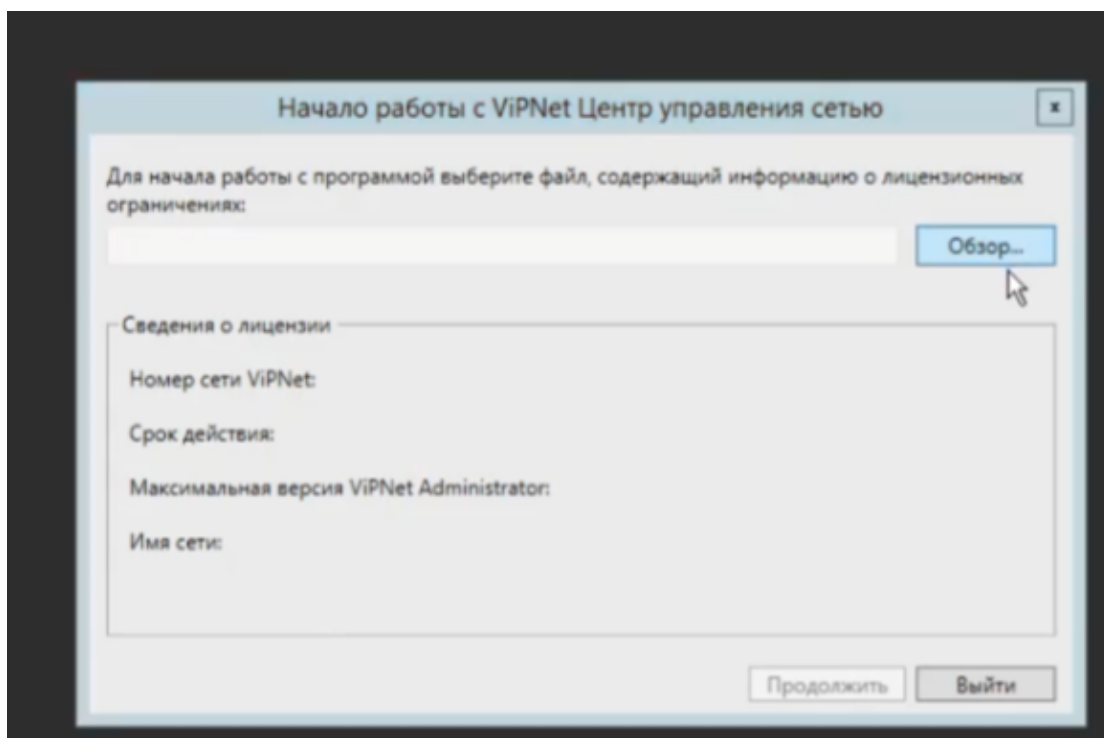 Начало работы с ViPNet Центр управления сетью
Для начала работы с программой выберите файл, содержащий информацию о лицензионных
ограничениях:
Обзор...
Сведения о лицензии
Номер сети ViPNet:
Срок действия:
Максимальная версия ViPNet Administrator:
Имя сети:
Продолжить
Выйти